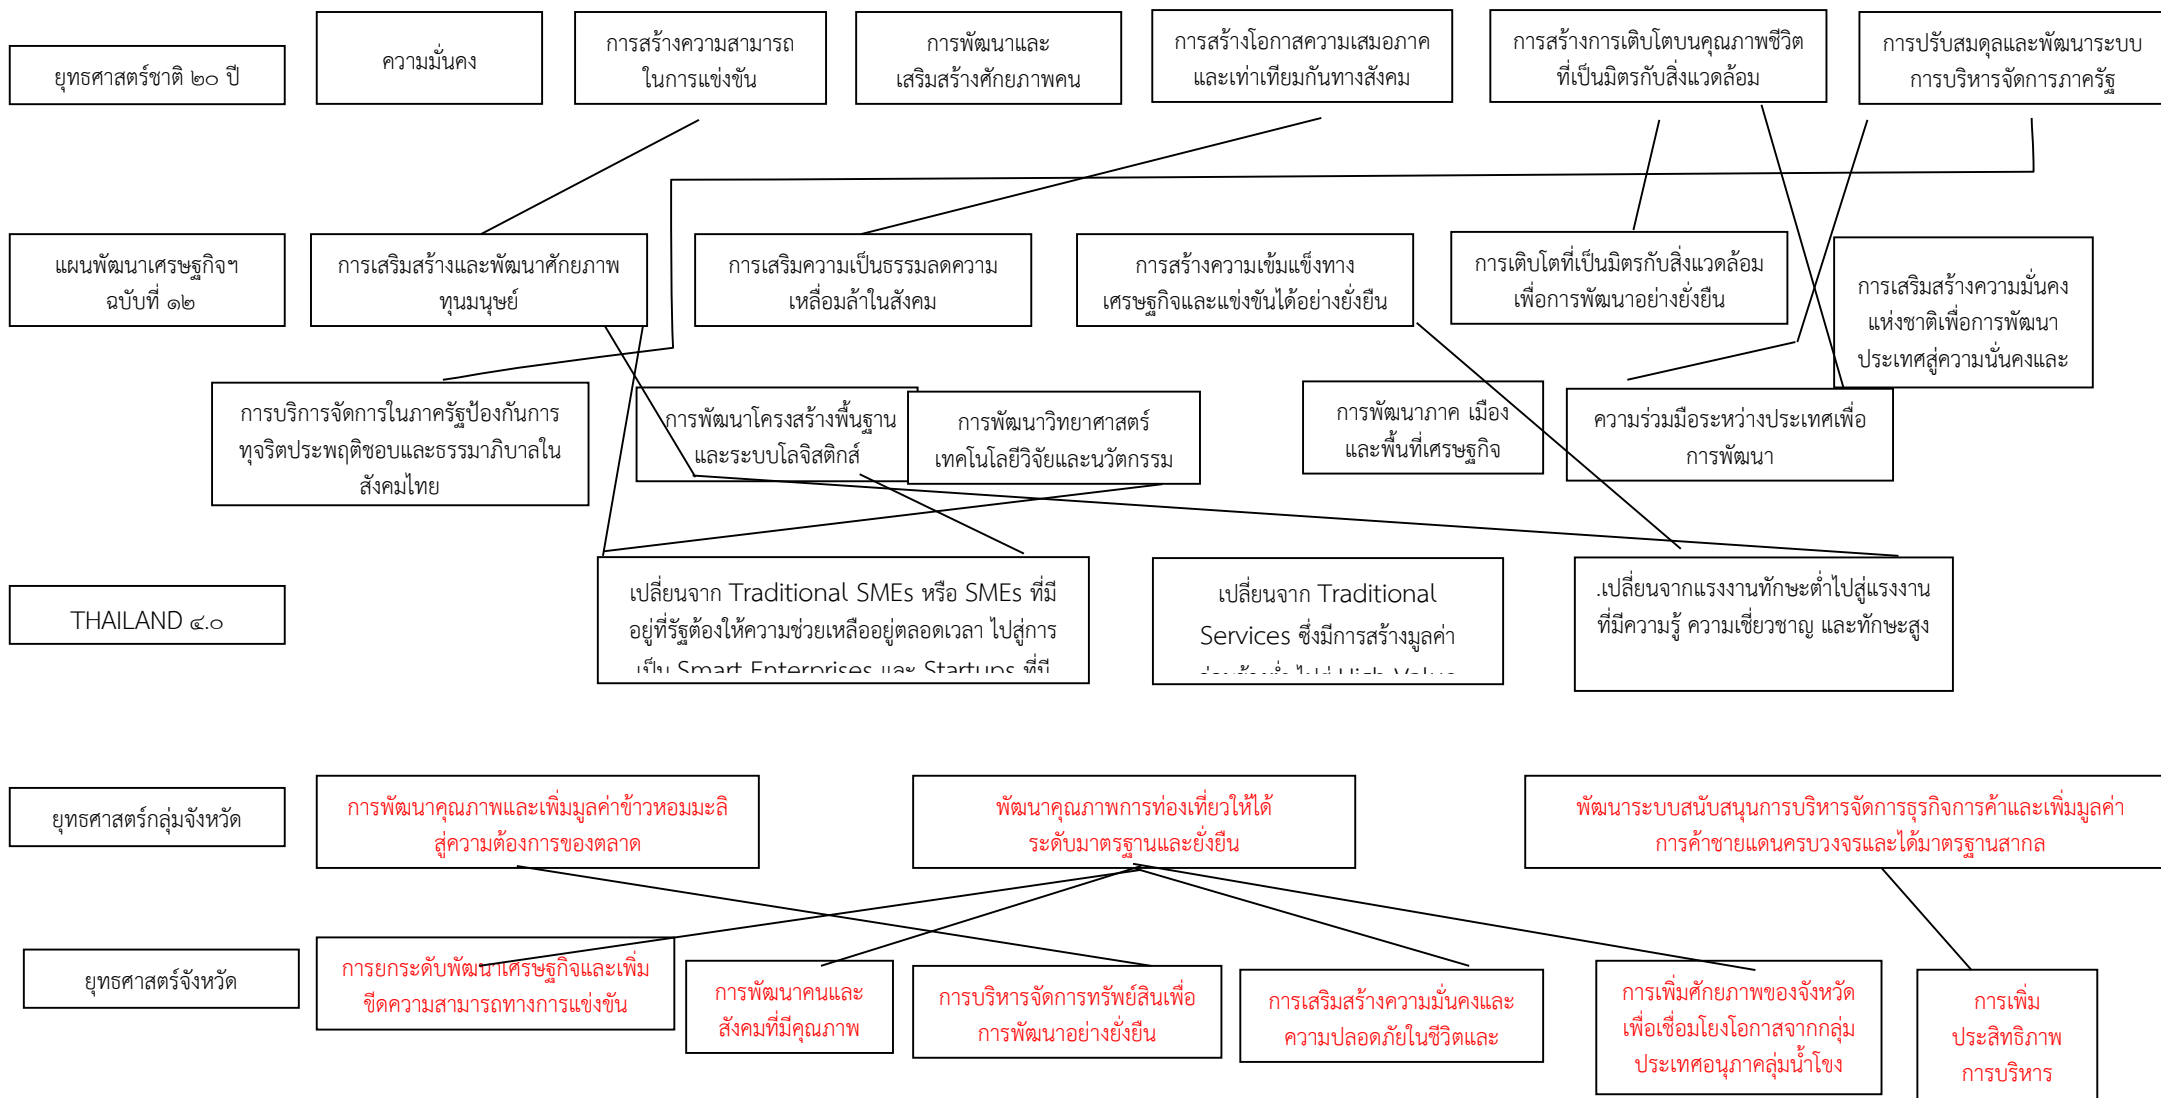 ยุทธศาสตร์ชาติ ๒๐ ปี
ความมั่นคง
การสร้างความสามารถ
ในการแข่งขัน
การพัฒนาและ
เสริมสร้างศักยภาพคน
การสร้างโอกาสความเสมอภาค
และเท่าเทียมกันทางสังคม
การสร้างการเติบโตบนคุณภาพชีวิต
ที่เป็นมิตรกับสิ่งแวดล้อม
การปรับสมดุลและพัฒนาระบบ
การบริหารจัดการภาครัฐ
แผนพัฒนาเศรษฐกิจฯ
ฉบับที่ ๑๒
การเสริมสร้างและพัฒนาศักยภาพ
ทุนมนุษย์
การเสริมความเป็นธรรมลดความ
เหลื่อมล้าในสังคม
การสร้างความเข้มแข็งทาง
เศรษฐกิจและแข่งขันได้อย่างยั่งยืน
การเติบโตที่เป็นมิตรกับสิ่งแวดล้อม
เพื่อการพัฒนาอย่างยั่งยืน
การเสริมสร้างความมั่นคง
แห่งชาติเพื่อการพัฒนา
ประเทศสู่ความนั่นคงและ
การบริการจัดการในภาครัฐป้องกันการ
ทุจริตประพฤติชอบและธรรมาภิบาลใน
สังคมไทย
การพัฒนาโครงสร้างพื้นฐาน
และระบบโลจิสติกส์
การพัฒนาวิทยาศาสตร์
เทคโนโลยีวิจัยและนวัตกรรม
การพัฒนาภาค เมือง
และพื้นที่เศรษฐกิจ
ความร่วมมือระหว่างประเทศเพื่อ
การพัฒนา
THAILAND ๔.๐
เปลี่ยนจาก Traditional SMEs หรือ SMEs ที่มี
อยู่ที่รัฐต้องให้ความช่วยเหลืออยู่ตลอดเวลา ไปสู่การ
เป็น Smart Enterprises และ Startups ที่มี
เปลี่ยนจาก Traditional
Services ซึ่งมีการสร้างมูลค่า
ค่อนข้างต่ำ ไปสู่ High Value
.เปลี่ยนจากแรงงานทักษะต่ำไปสู่แรงงาน
ที่มีความรู้ ความเชี่ยวชาญ และทักษะสูง
ยุทธศาสตร์กลุ่มจังหวัด
การพัฒนาคุณภาพและเพิ่มมูลค่าข้าวหอมมะลิ
สู่ความต้องการของตลาด
พัฒนาคุณภาพการท่องเที่ยวให้ได้
ระดับมาตรฐานและยั่งยืน
พัฒนาระบบสนับสนุนการบริหารจัดการธุรกิจการค้าและเพิ่มมูลค่า
การค้าชายแดนครบวงจรและได้มาตรฐานสากล
ยุทธศาสตร์จังหวัด
การยกระดับพัฒนาเศรษฐกิจและเพิ่ม
ขีดความสามารถทางการแข่งขัน
การพัฒนาคนและ
สังคมที่มีคุณภาพ
การบริหารจัดการทรัพย์สินเพื่อ
การพัฒนาอย่างยั่งยืน
การเสริมสร้างความมั่นคงและ
ความปลอดภัยในชีวิตและ
การเพิ่มศักยภาพของจังหวัด
เพื่อเชื่อมโยงโอกาสจากกลุ่ม
ประเทศอนุภาคลุ่มน้ำโขง
การเพิ่ม
ประสิทธิภาพ
การบริหาร